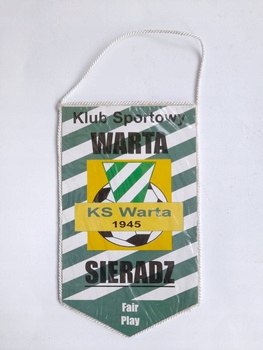 Klub Sportowy
WARTA
KS Warta
1945
SIERADZ
Fair
Play